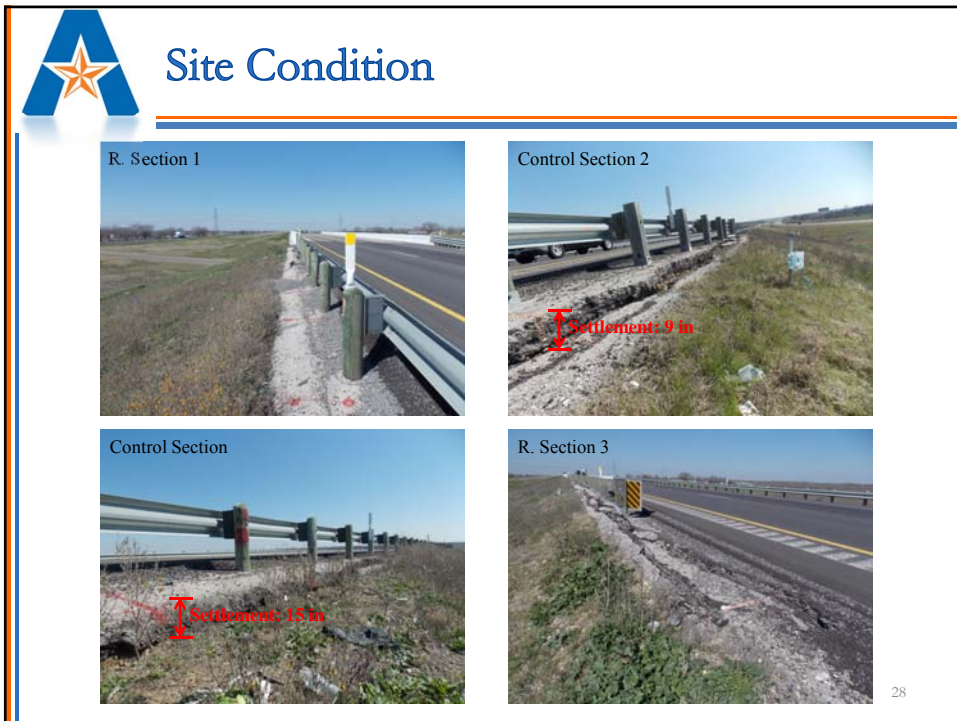 Site Condition
R. Section 1
Control Section 2
Settlement: 9 in
Control Section
Settlement: 15 in
R. Section 3
28